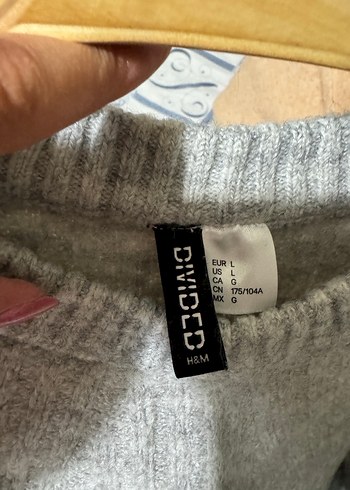 DIVIDED
H&M
EUR L
US L
CA G
CN 175/104A
MX G